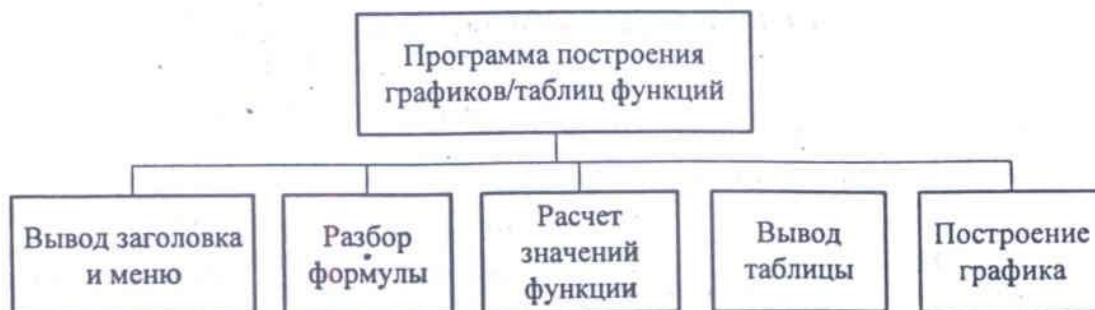 Программа построения
графиков/таблиц функций
Вывод заголовка
и меню
Разбор
формулы
Расчет
значений
функции
Вывод
таблицы
Построение
графика